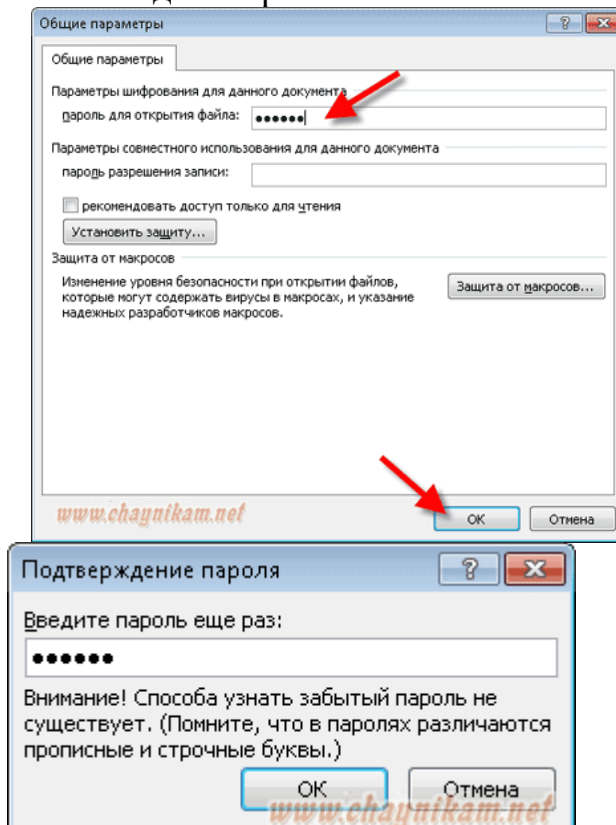 Общие параметры
Общие параметры
Параметры шифрования для данного документа
пароль для открытия файла: ●●●●●●
Параметры совместного использования для данного документа
пароль разрешения записи:
рекомендовать доступ только для чтения
Установить защиту...
Защита от макросов
Изменение уровня безопасности при открытии файлов,
которые могут содержать вирусы в макросах, и указание
надежных разработчиков макросов.
Защита от макросов...
www.chaynikam.net
ОК
Отмена
Подтверждение пароля
Введите пароль еще раз:
●●●●●●
Внимание! Способа узнать забытый пароль не
существует. (Помните, что в паролях различаются
прописные и строчные буквы.)
ОК
Отмена
www.chaynikam.net